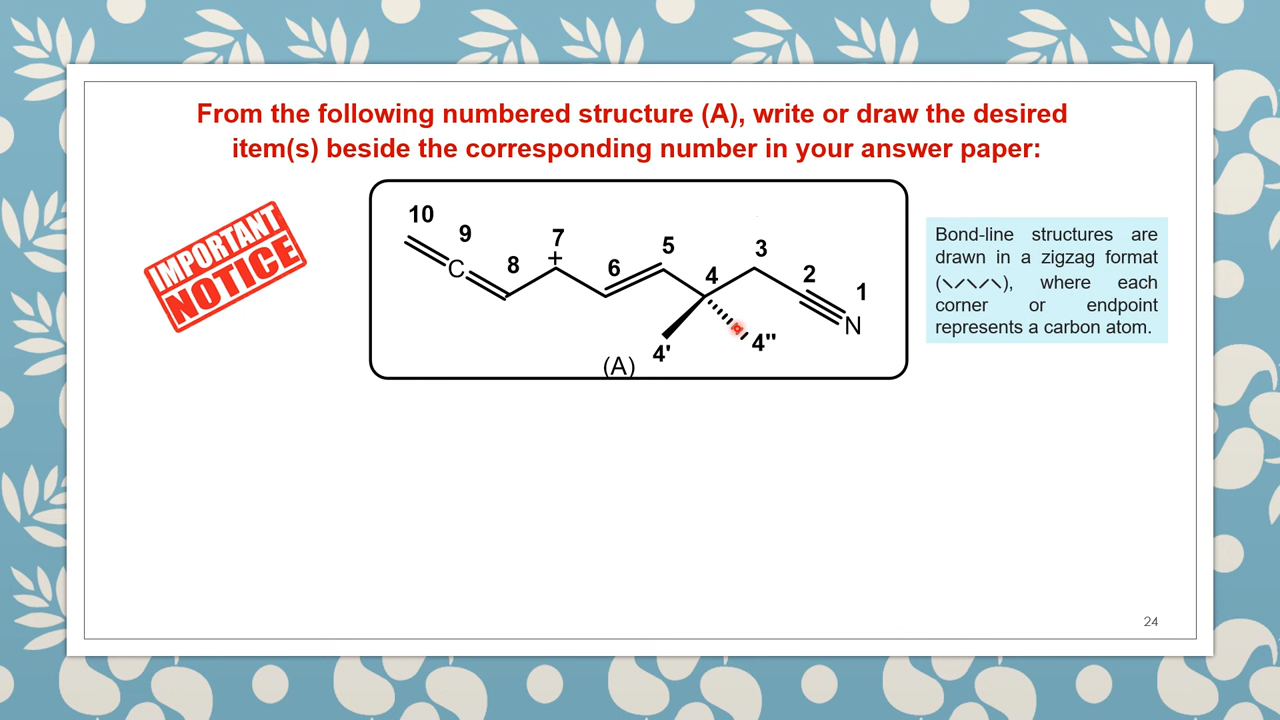 From the following numbered structure (A), write or draw the desired
item(s) beside the corresponding number in your answer paper:
IMPORTANT
NOTICE
10
9
C
8
7
+
6
5
4
3
2
1
N
4'
4''
(A)
Bond-line structures are
drawn in a zigzag format
(⟍⟋⟍⟋⟍), where each
corner or endpoint
represents a carbon atom.
24